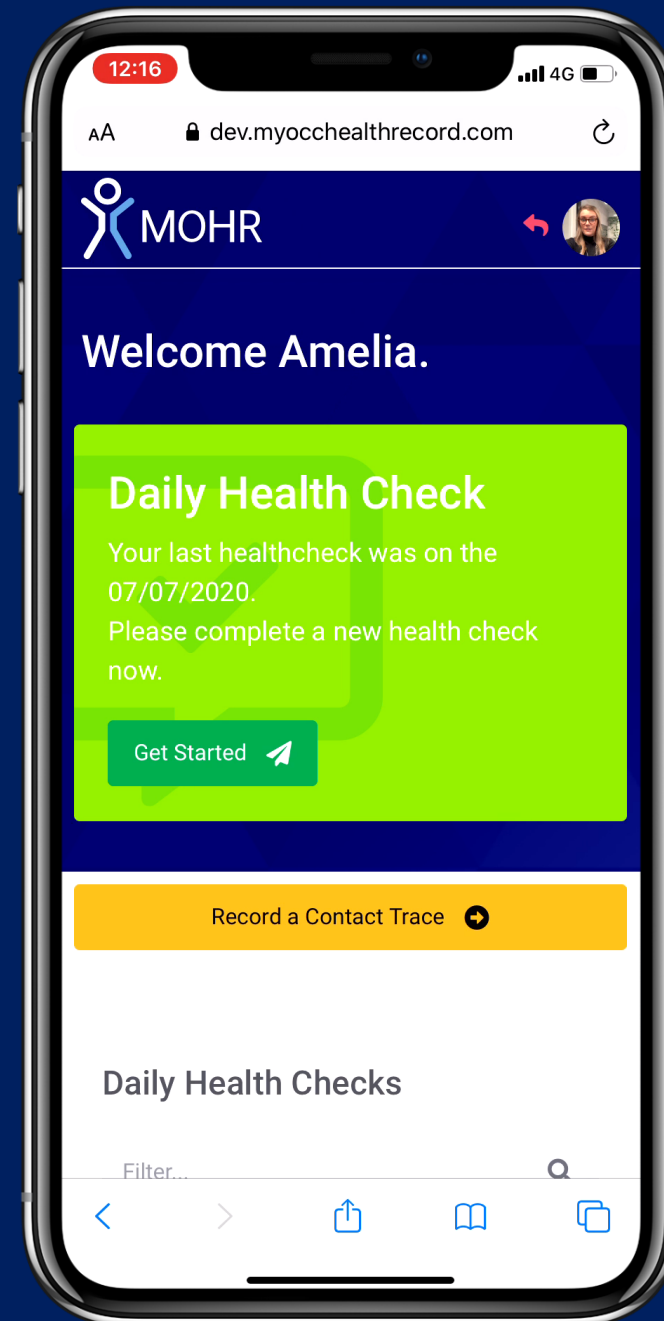 12:16
4G
AA
dev.myocchealthrecord.com
MOHR
Welcome Amelia.
Daily Health Check
Your last healthcheck was on the
07/07/2020.
Please complete a new health check
now.
Get Started
Record a Contact Trace
Daily Health Checks
Filter...